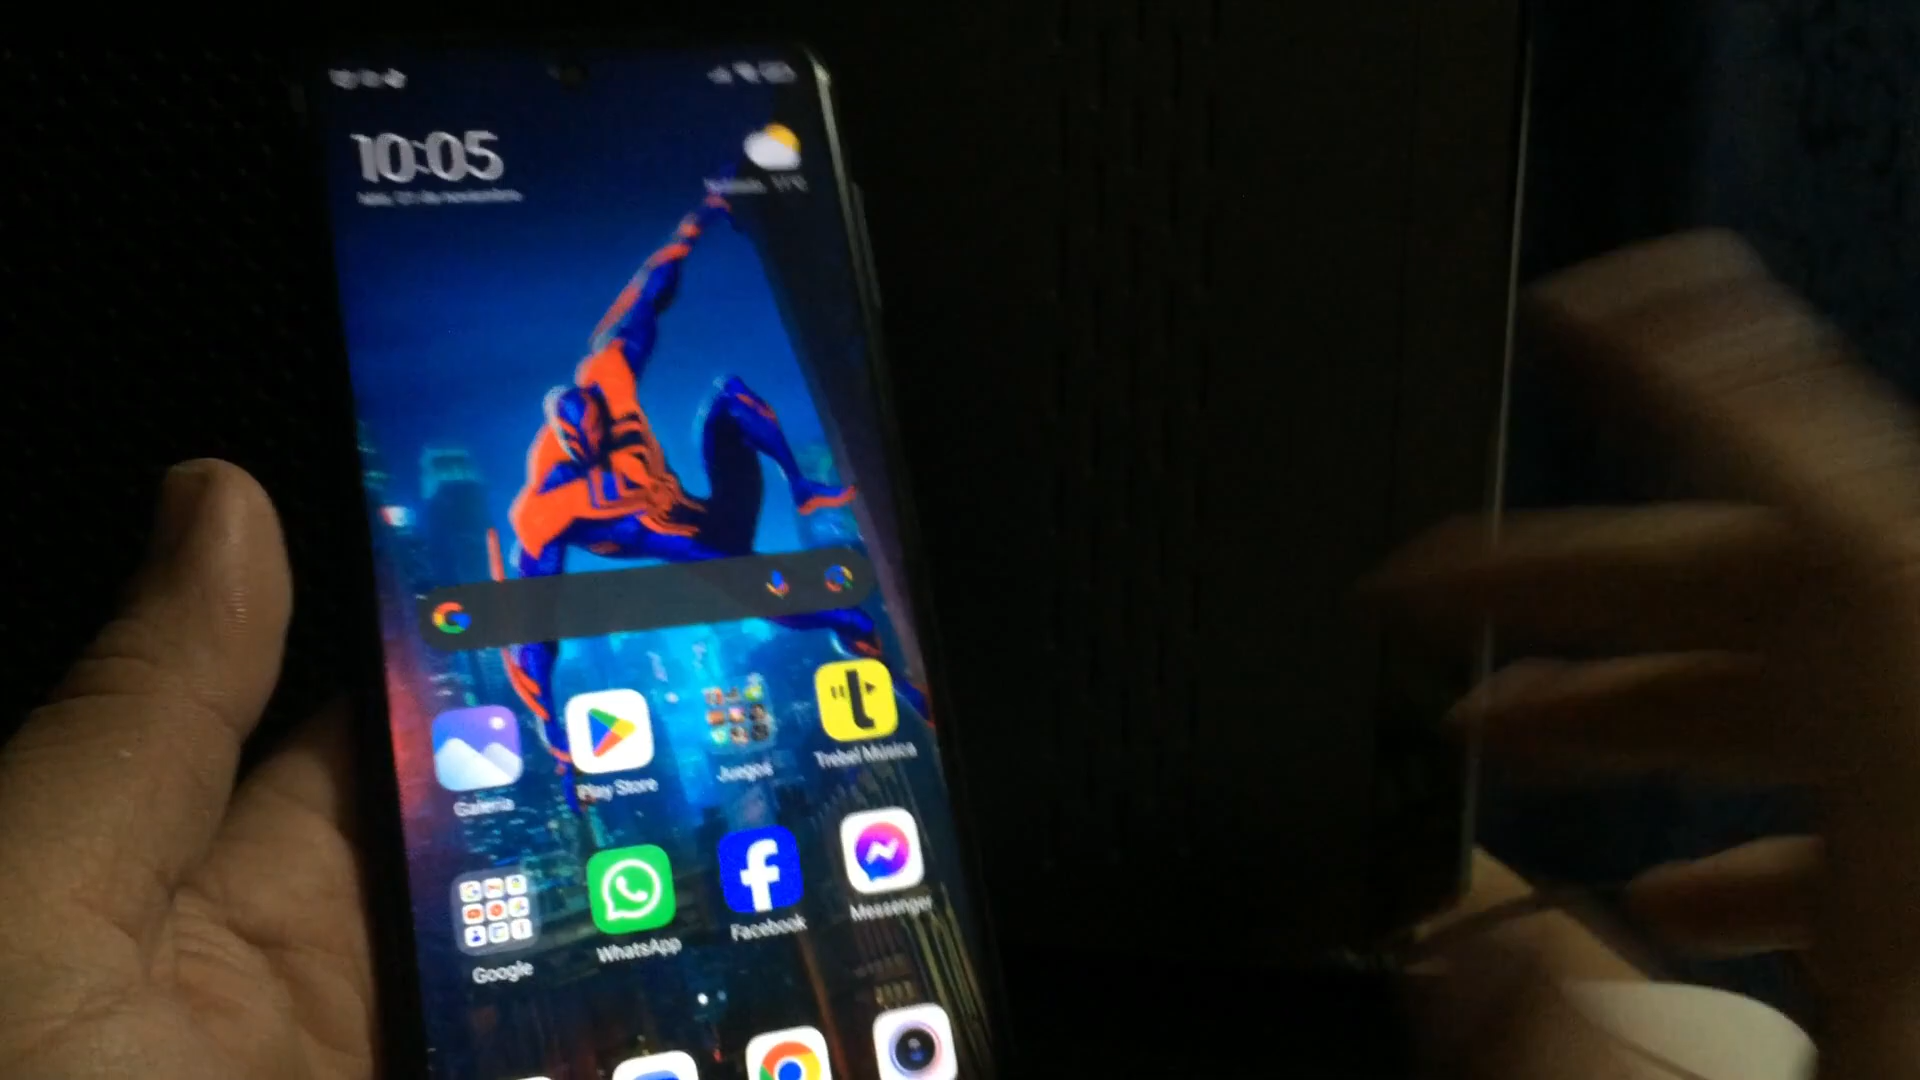 10:05
Galería
Play Store
Juegos
Trebel Música
Google
WhatsApp
Facebook
Messenger